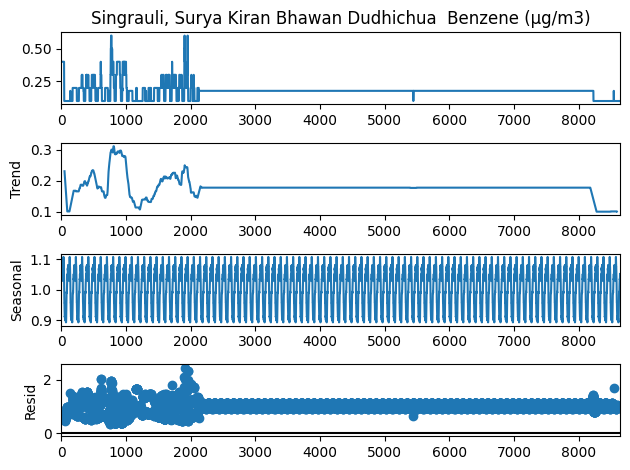 Singrauli, Surya Kiran Bhawan Dudhichua  Benzene (µg/m3)
0.50
0.25
0 1000 2000 3000 4000 5000 6000 7000 8000
Trend
0.3
0.2
0.1
0 1000 2000 3000 4000 5000 6000 7000 8000
Seasonal
1.1
1.0
0.9
0 1000 2000 3000 4000 5000 6000 7000 8000
Resid
2
0
0 1000 2000 3000 4000 5000 6000 7000 8000